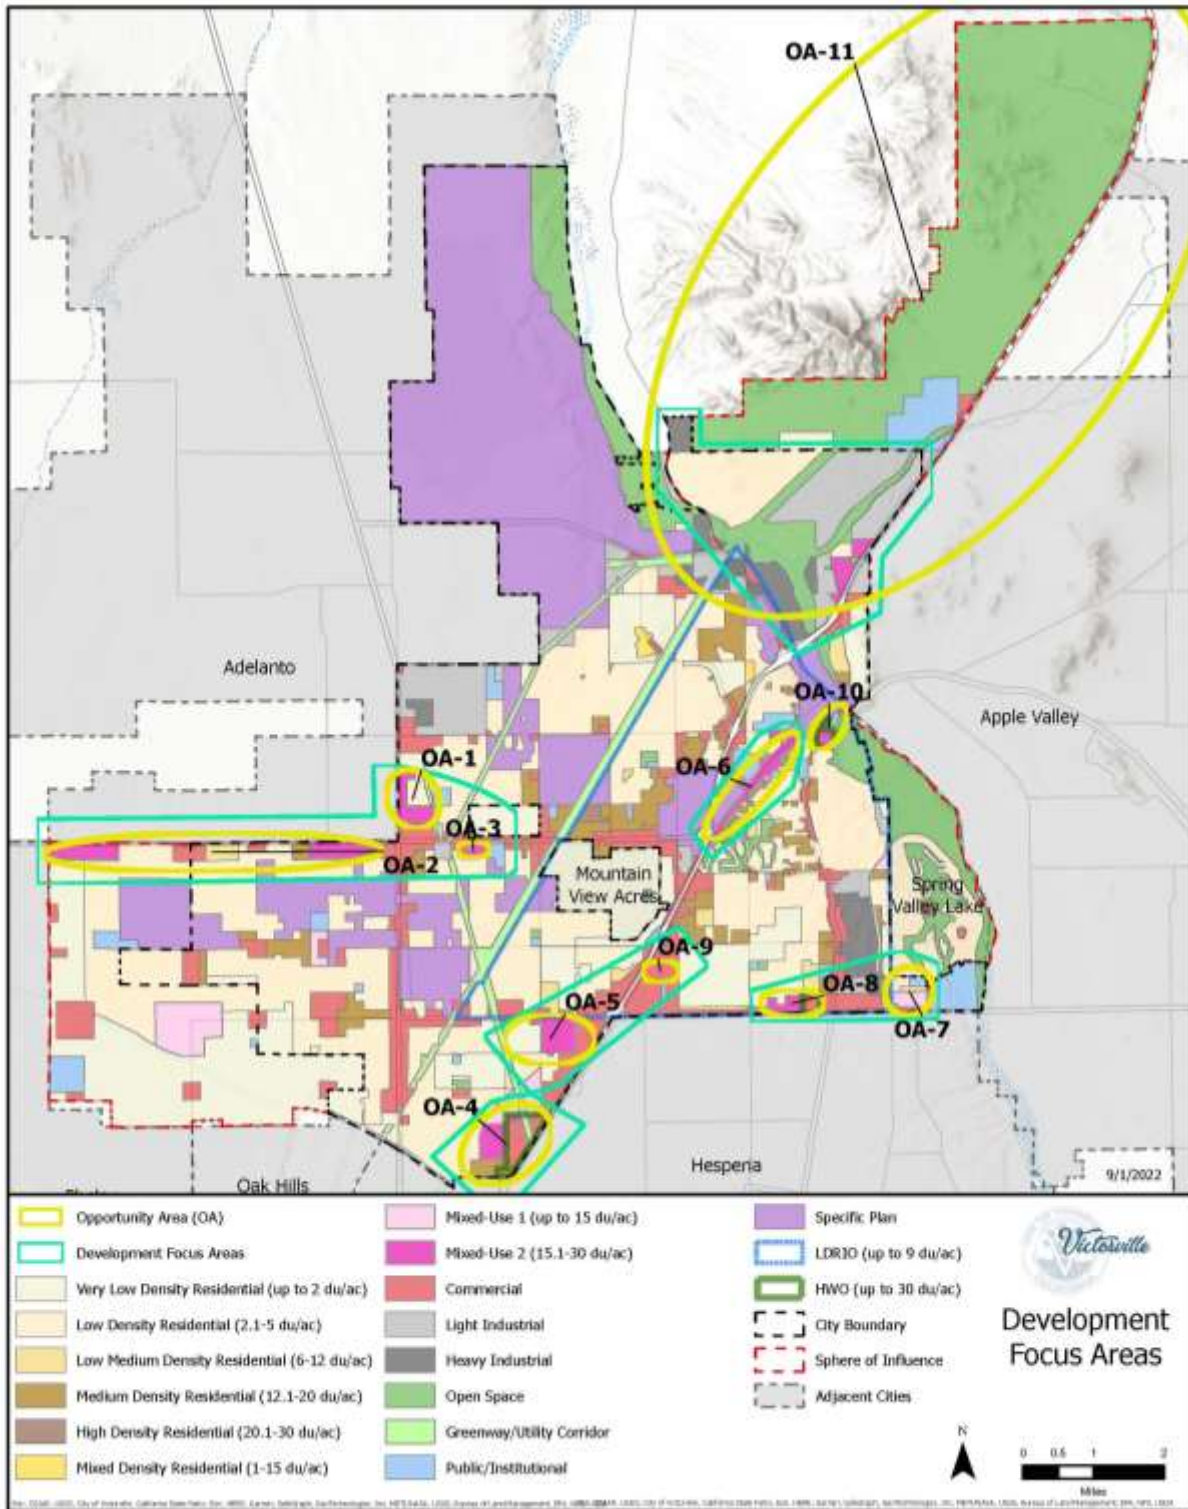 OA-11
Adelanto
Apple Valley
OA-10
OA-1
OA-6
OA-3
OA-2
Mountain
View Acres
Spring
Valley Lake
OA-9
OA-8
OA-5
OA-7
OA-4
Hesperia
9/1/2022
Oak Hills
Opportunity Area (OA)
Development Focus Areas
Very Low Density Residential (up to 2 du/ac)
Low Density Residential (2.1-5 du/ac)
Low Medium Density Residential (6-12 du/ac)
Medium Density Residential (12.1-20 du/ac)
High Density Residential (20.1-30 du/ac)
Mixed Density Residential (1-15 du/ac)
Mixed-Use 1 (up to 15 du/ac)
Mixed-Use 2 (15.1-30 du/ac)
Commercial
Light Industrial
Heavy Industrial
Open Space
Greenway/Utility Corridor
Public/Institutional
Specific Plan
LDRIO (up to 9 du/ac)
HWO (up to 30 du/ac)
City Boundary
Sphere of Influence
Adjacent Cities
Victorville
Development
Focus Areas
N
0 0.5 1 2
Miles